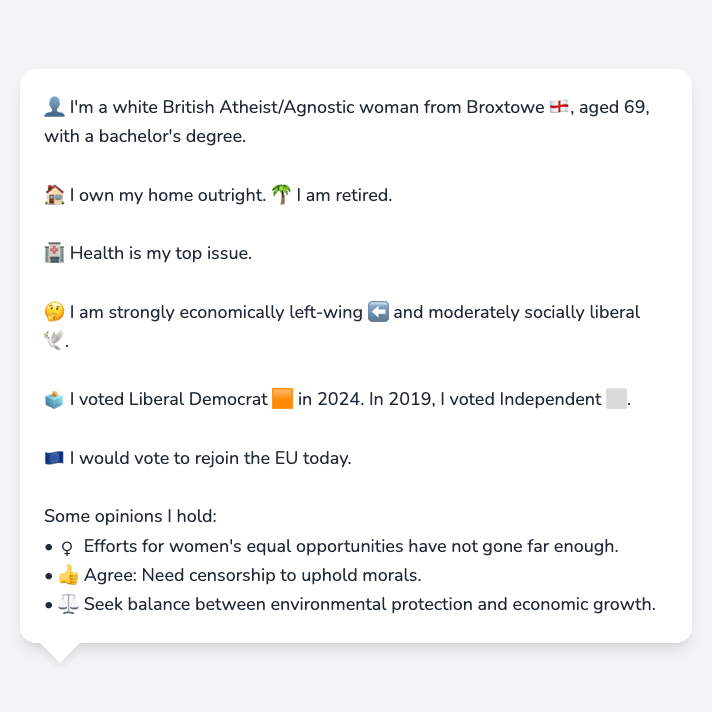 👤 I'm a white British Atheist/Agnostic woman from Broxtowe 🏴󠁧󠁢󠁥󠁮󠁧󠁿, aged 69,
with a bachelor's degree.
🏠 I own my home outright. 🌴 I am retired.
🏥 Health is my top issue.
🤔 I am strongly economically left-wing ⬅️ and moderately socially liberal
🕊️.
🗳️ I voted Liberal Democrat 🟧 in 2024. In 2019, I voted Independent ⬜.
🇪🇺 I would vote to rejoin the EU today.
Some opinions I hold:
• ♀ Efforts for women's equal opportunities have not gone far enough.
• 👍 Agree: Need censorship to uphold morals.
• ⚖️ Seek balance between environmental protection and economic growth.